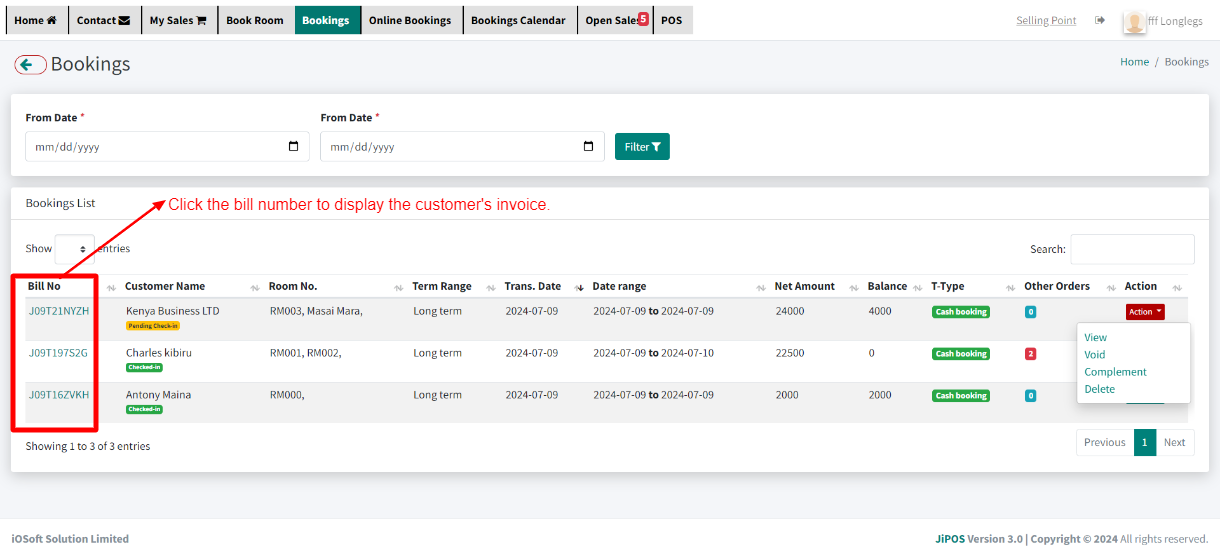 Home Contact My Sales Book Room Bookings Online Bookings Bookings Calendar Open Sales 5 POS Selling Point fff Longlegs
Bookings Home / Bookings
From Date * From Date *
mm/dd/yyyy mm/dd/yyyy Filter
Bookings List
Click the bill number to display the customer's invoice.
Show entries Search:
Bill No Customer Name Room No. Term Range Trans. Date Date range Net Amount Balance T-Type Other Orders Action
J09T21NYZH Kenya Business LTD RM003, Masai Mara, Long term 2024-07-09 2024-07-09 to 2024-07-09 24000 4000 Cash booking 0 Action
Pending Check-in
View
J09T197S2G Charles kibiru RM001, RM002, Long term 2024-07-09 2024-07-09 to 2024-07-10 22500 0 Cash booking 2 Void
Checked-in Complement
Delete
J09T16ZVKH Antony Maina RM000, Long term 2024-07-09 2024-07-09 to 2024-07-09 2000 2000 Cash booking 0
Checked-in
Showing 1 to 3 of 3 entries Previous 1 Next
iOSoft Solution Limited JiPOS Version 3.0 | Copyright © 2024 All rights reserved.